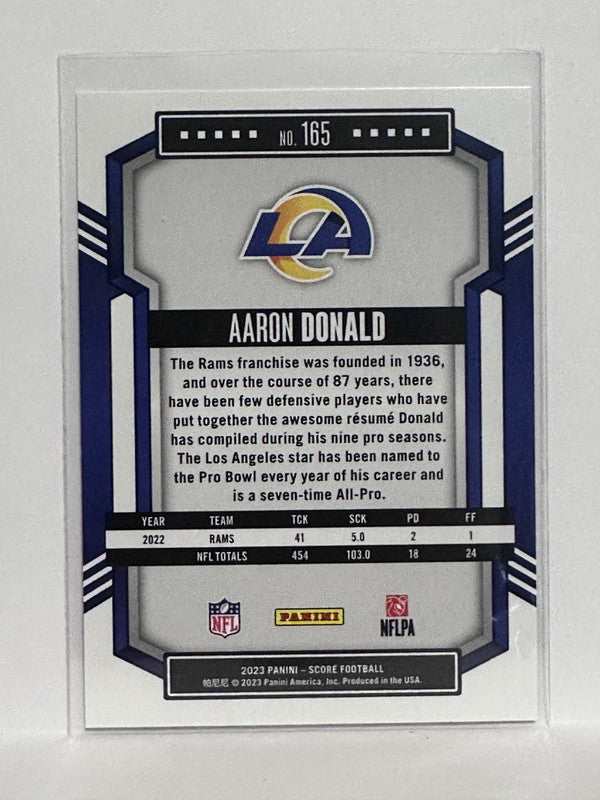 NO. 165
LA
AARON DONALD
The Rams franchise was founded in 1936,
and over the course of 87 years, there
have been few defensive players who have
put together the awesome résumé Donald
has compiled during his nine pro seasons.
The Los Angeles star has been named to
the Pro Bowl every year of his career and
is a seven-time All-Pro.
YEAR TEAM TCK SCK PD FF
2022 RAMS 41 5.0 2 1
NFL TOTALS 454 103.0 18 24
NFL PANINI NFLPA
2023 PANINI – SCORE FOOTBALL
帕尼尼 © 2023 Panini America, Inc. Produced in the USA.